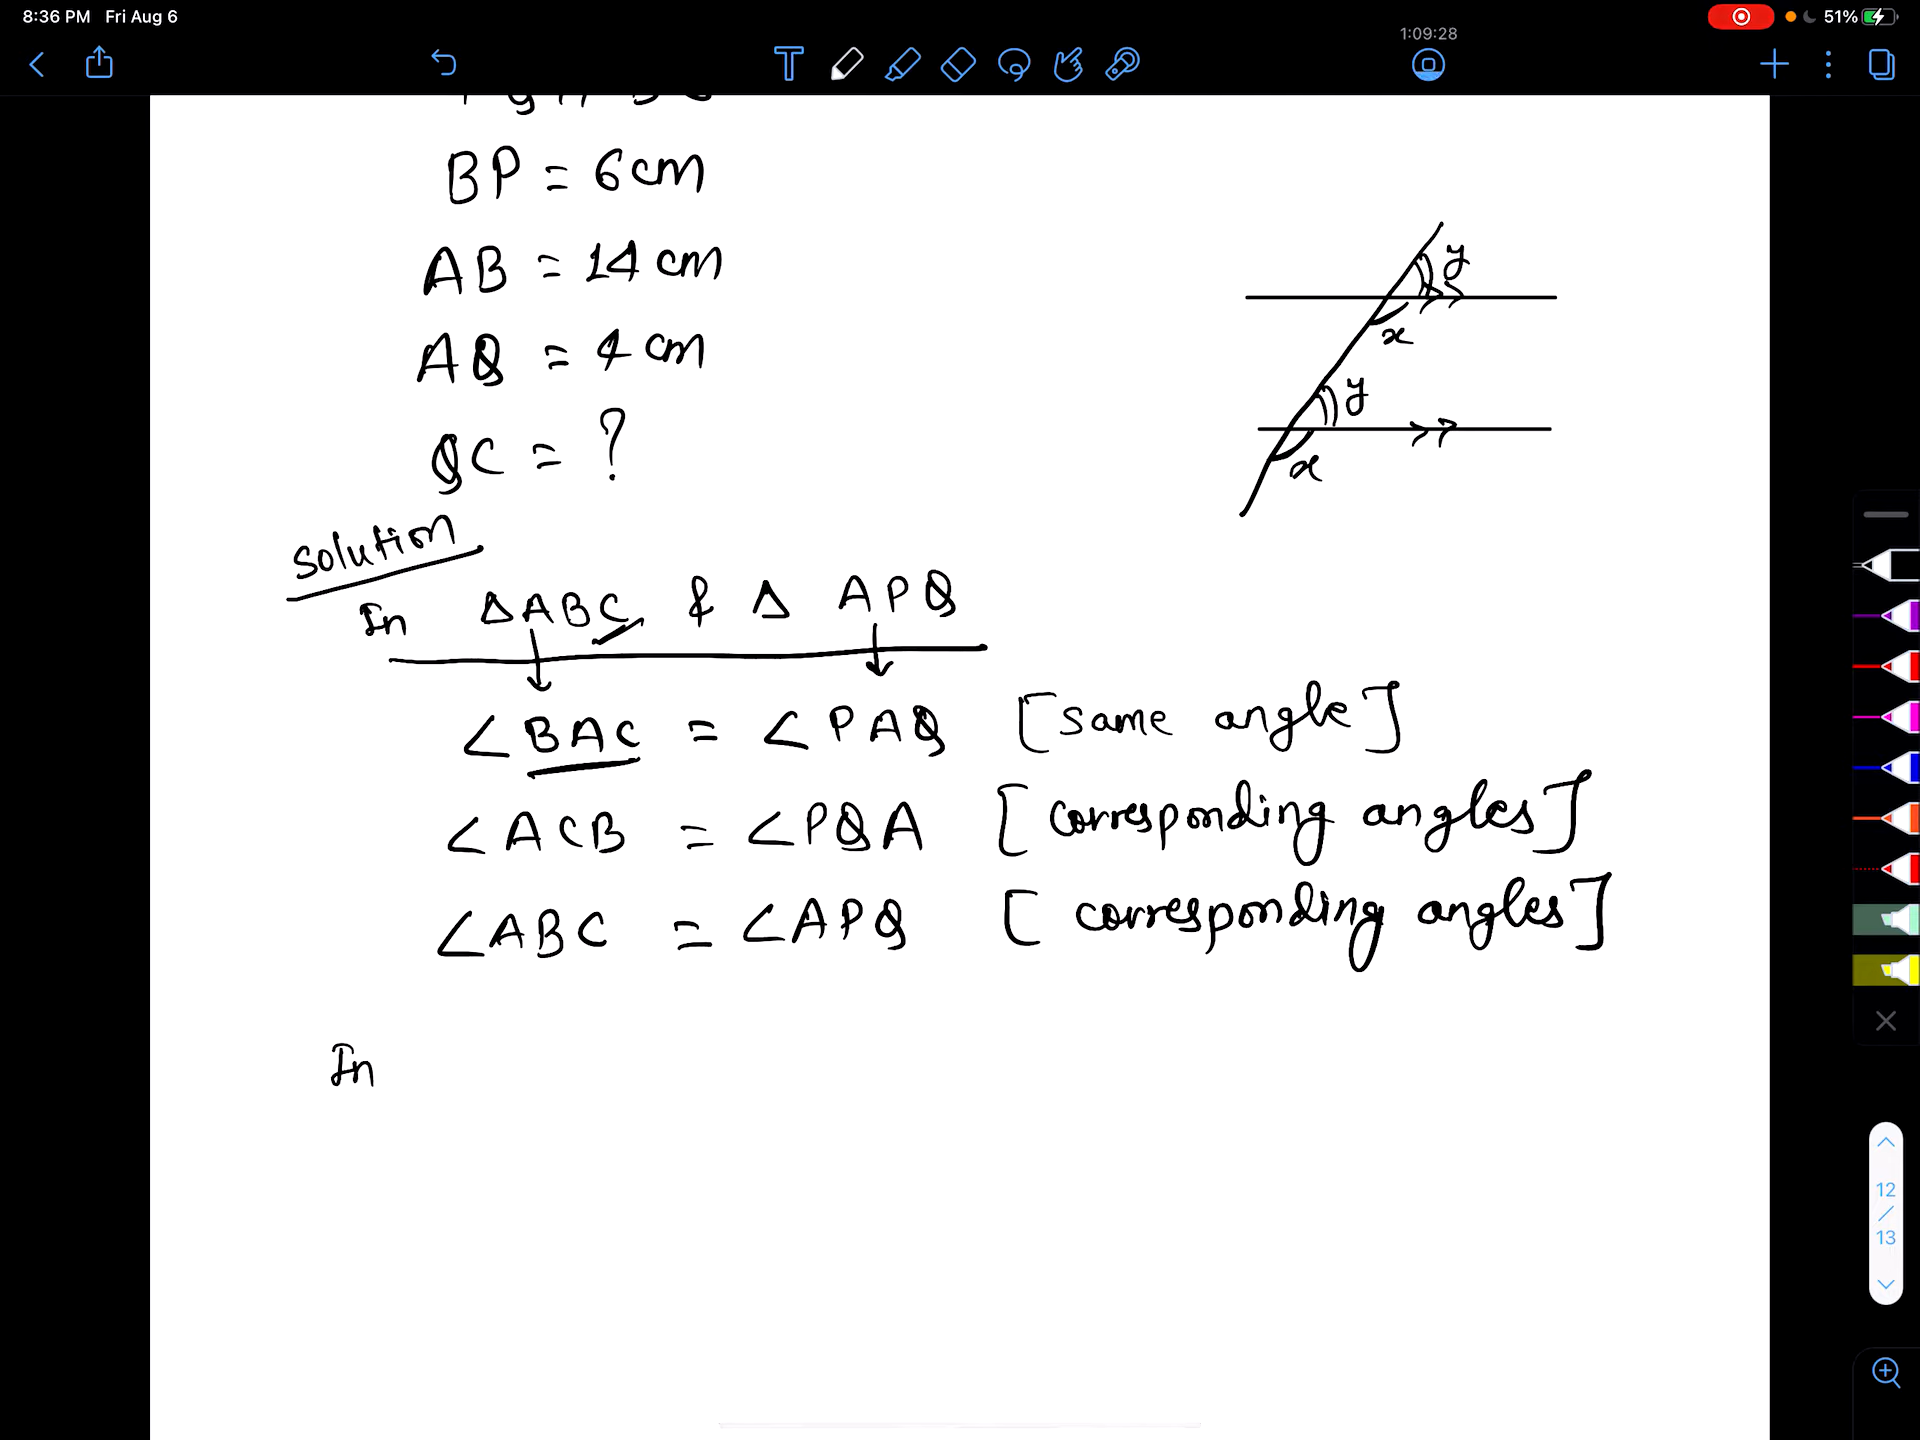 8:36 PM Fri Aug 6
51%
1:09:28
BP = 6cm
AB = 14 cm
AQ = 4 cm
QC = ?
y
x
y
x
Solution
In ΔABC & Δ APQ
∠BAC = ∠PAQ [same angle]
∠ACB = ∠PQA [corresponding angles]
∠ABC = ∠APQ [corresponding angles]
In
12
/
13